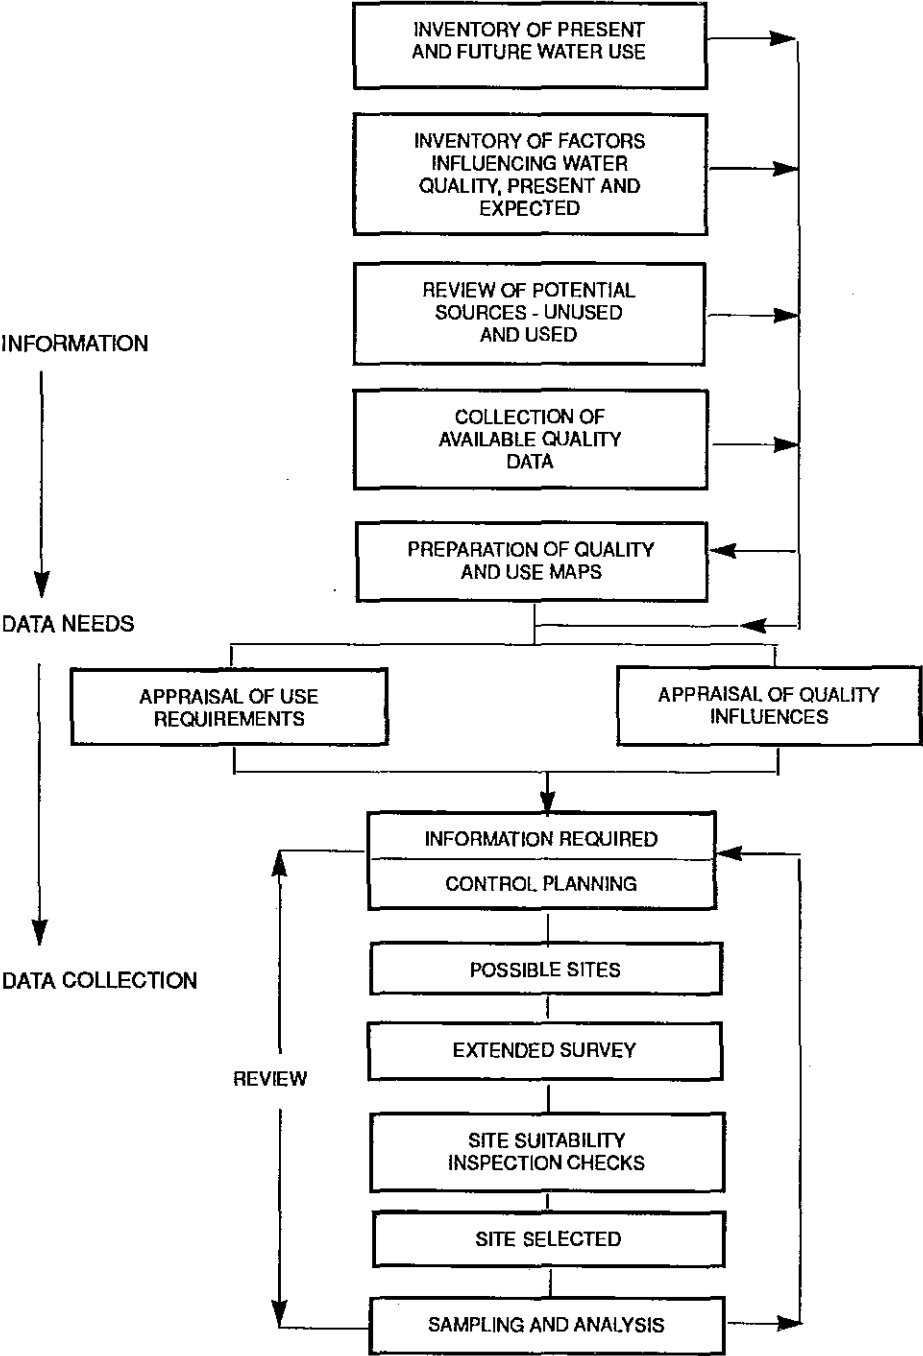 INVENTORY OF PRESENT
AND FUTURE WATER USE
INVENTORY OF FACTORS
INFLUENCING WATER
QUALITY, PRESENT AND
EXPECTED
REVIEW OF POTENTIAL
SOURCES - UNUSED
AND USED
INFORMATION
COLLECTION OF
AVAILABLE QUALITY
DATA
PREPARATION OF QUALITY
AND USE MAPS
DATA NEEDS
APPRAISAL OF USE
REQUIREMENTS
APPRAISAL OF QUALITY
INFLUENCES
INFORMATION REQUIRED
CONTROL PLANNING
POSSIBLE SITES
DATA COLLECTION
EXTENDED SURVEY
REVIEW
SITE SUITABILITY
INSPECTION CHECKS
SITE SELECTED
SAMPLING AND ANALYSIS